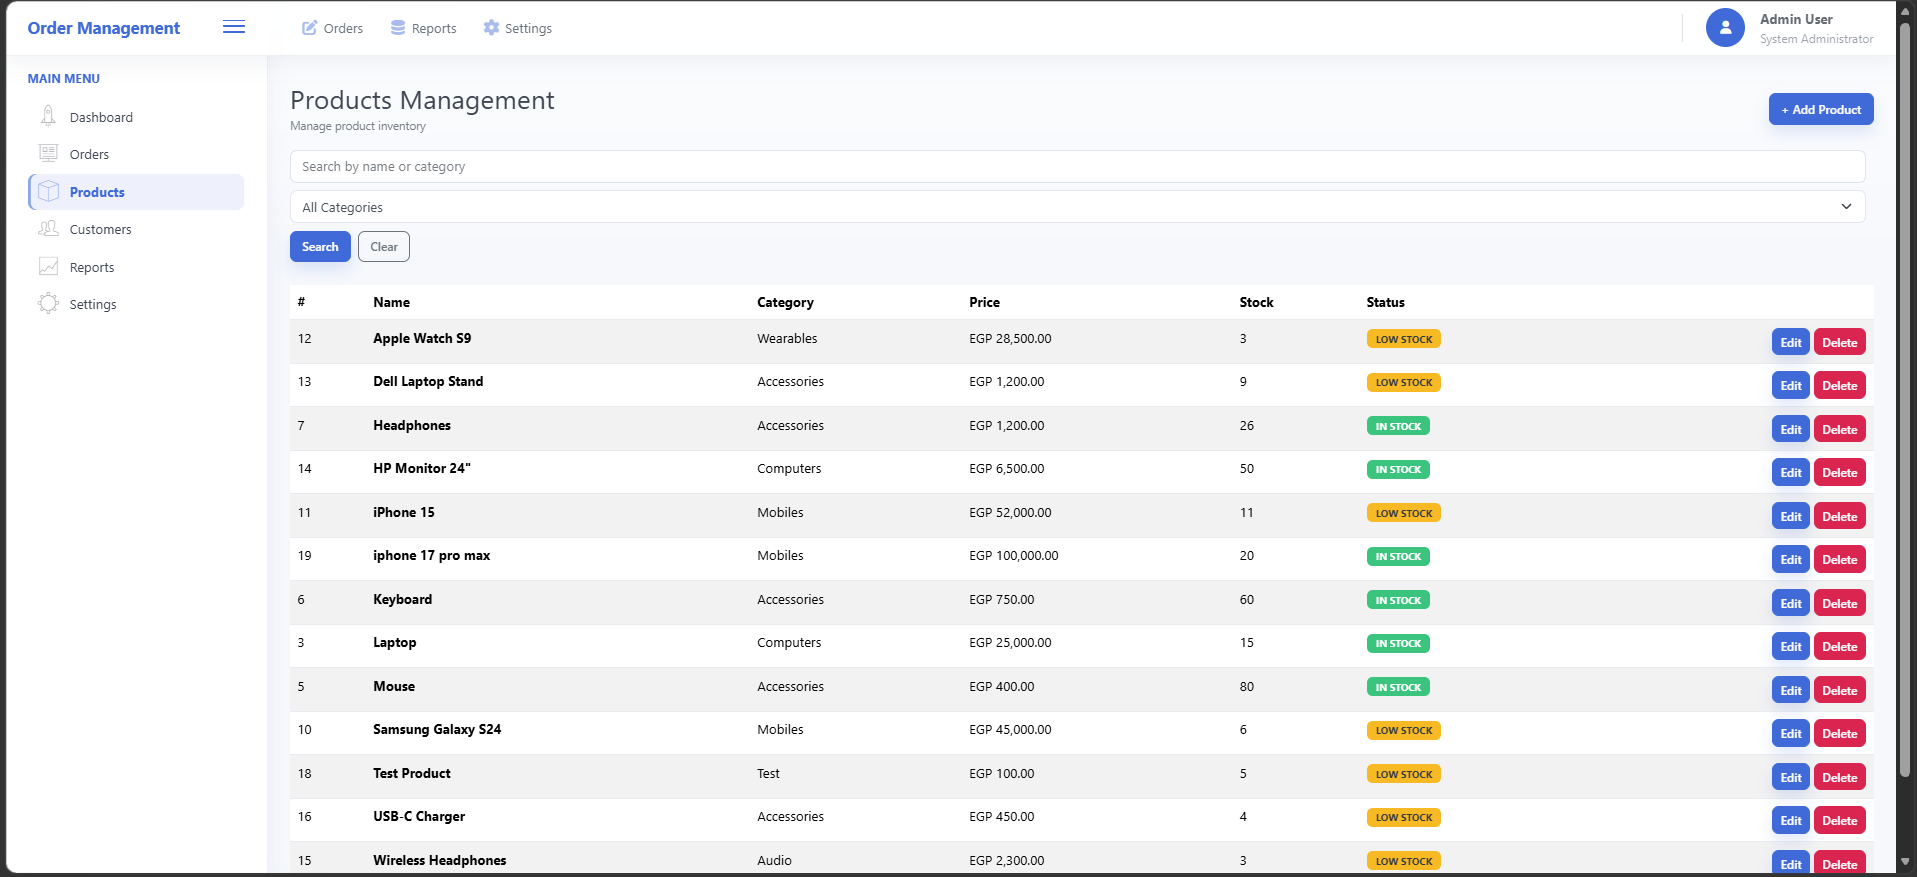 Order Management
Orders
Reports
Settings
Admin User
System Administrator
MAIN MENU
Dashboard
Orders
Products
Customers
Reports
Settings
Products Management
Manage product inventory
+ Add Product
Search by name or category
All Categories
Search Clear
# Name Category Price Stock Status
12 Apple Watch S9 Wearables EGP 28,500.00 3 LOW STOCK Edit Delete
13 Dell Laptop Stand Accessories EGP 1,200.00 9 LOW STOCK Edit Delete
7 Headphones Accessories EGP 1,200.00 26 IN STOCK Edit Delete
14 HP Monitor 24" Computers EGP 6,500.00 50 IN STOCK Edit Delete
11 iPhone 15 Mobiles EGP 52,000.00 11 LOW STOCK Edit Delete
19 iphone 17 pro max Mobiles EGP 100,000.00 20 IN STOCK Edit Delete
6 Keyboard Accessories EGP 750.00 60 IN STOCK Edit Delete
3 Laptop Computers EGP 25,000.00 15 IN STOCK Edit Delete
5 Mouse Accessories EGP 400.00 80 IN STOCK Edit Delete
10 Samsung Galaxy S24 Mobiles EGP 45,000.00 6 LOW STOCK Edit Delete
18 Test Product Test EGP 100.00 5 LOW STOCK Edit Delete
16 USB-C Charger Accessories EGP 450.00 4 LOW STOCK Edit Delete
15 Wireless Headphones Audio EGP 2,300.00 3 LOW STOCK Edit Delete